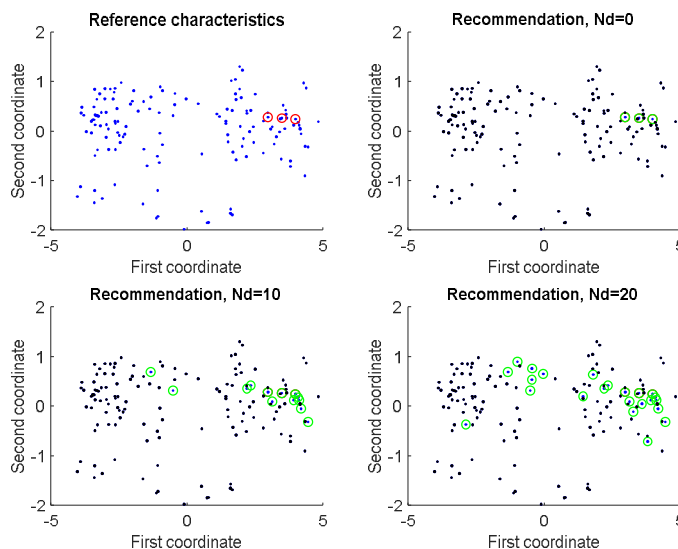 Reference characteristics
Recommendation, Nd=0
2
1
0
-1
-2
Second coordinate
-5
0
5
First coordinate
2
1
0
-1
-2
Second coordinate
-5
0
5
First coordinate
Recommendation, Nd=10
Recommendation, Nd=20
2
1
0
-1
-2
Second coordinate
-5
0
5
First coordinate
2
1
0
-1
-2
Second coordinate
-5
0
5
First coordinate